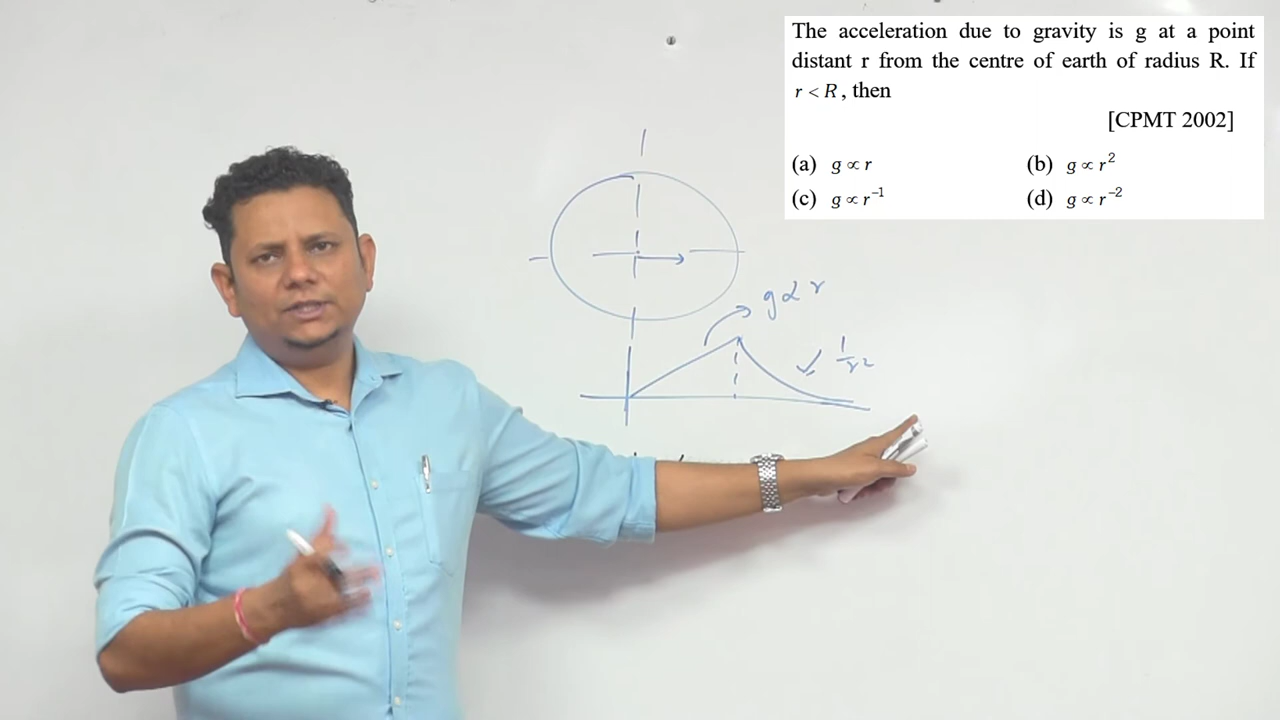 The acceleration due to gravity is g at a point
distant r from the centre of earth of radius R. If
r < R, then
[CPMT 2002]
(a) g ∝ r (b) g ∝ r²
(c) g ∝ r⁻¹ (d) g ∝ r⁻²
g ∝ r
1/r²